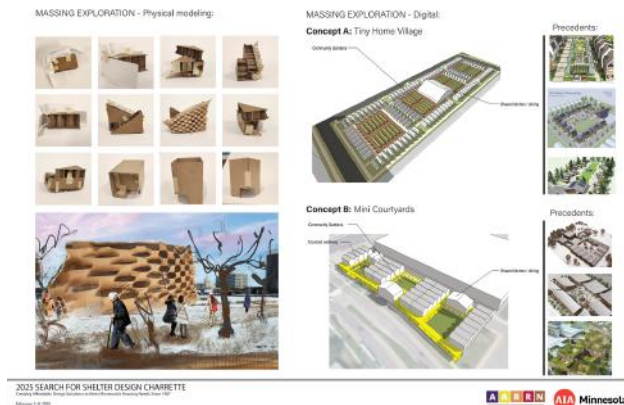 MASSING EXPLORATION - Physical modeling:
MASSING EXPLORATION - Digital:
Concept A: Tiny Home Village
Precedents:
Community Gardens
Shared kitchen / dining
Concept B: Mini Courtyards
Precedents:
Community Gardens
Shared kitchen / dining
2025 SEARCH FOR SHELTER DESIGN CHARRETTE
AIA Minnesota